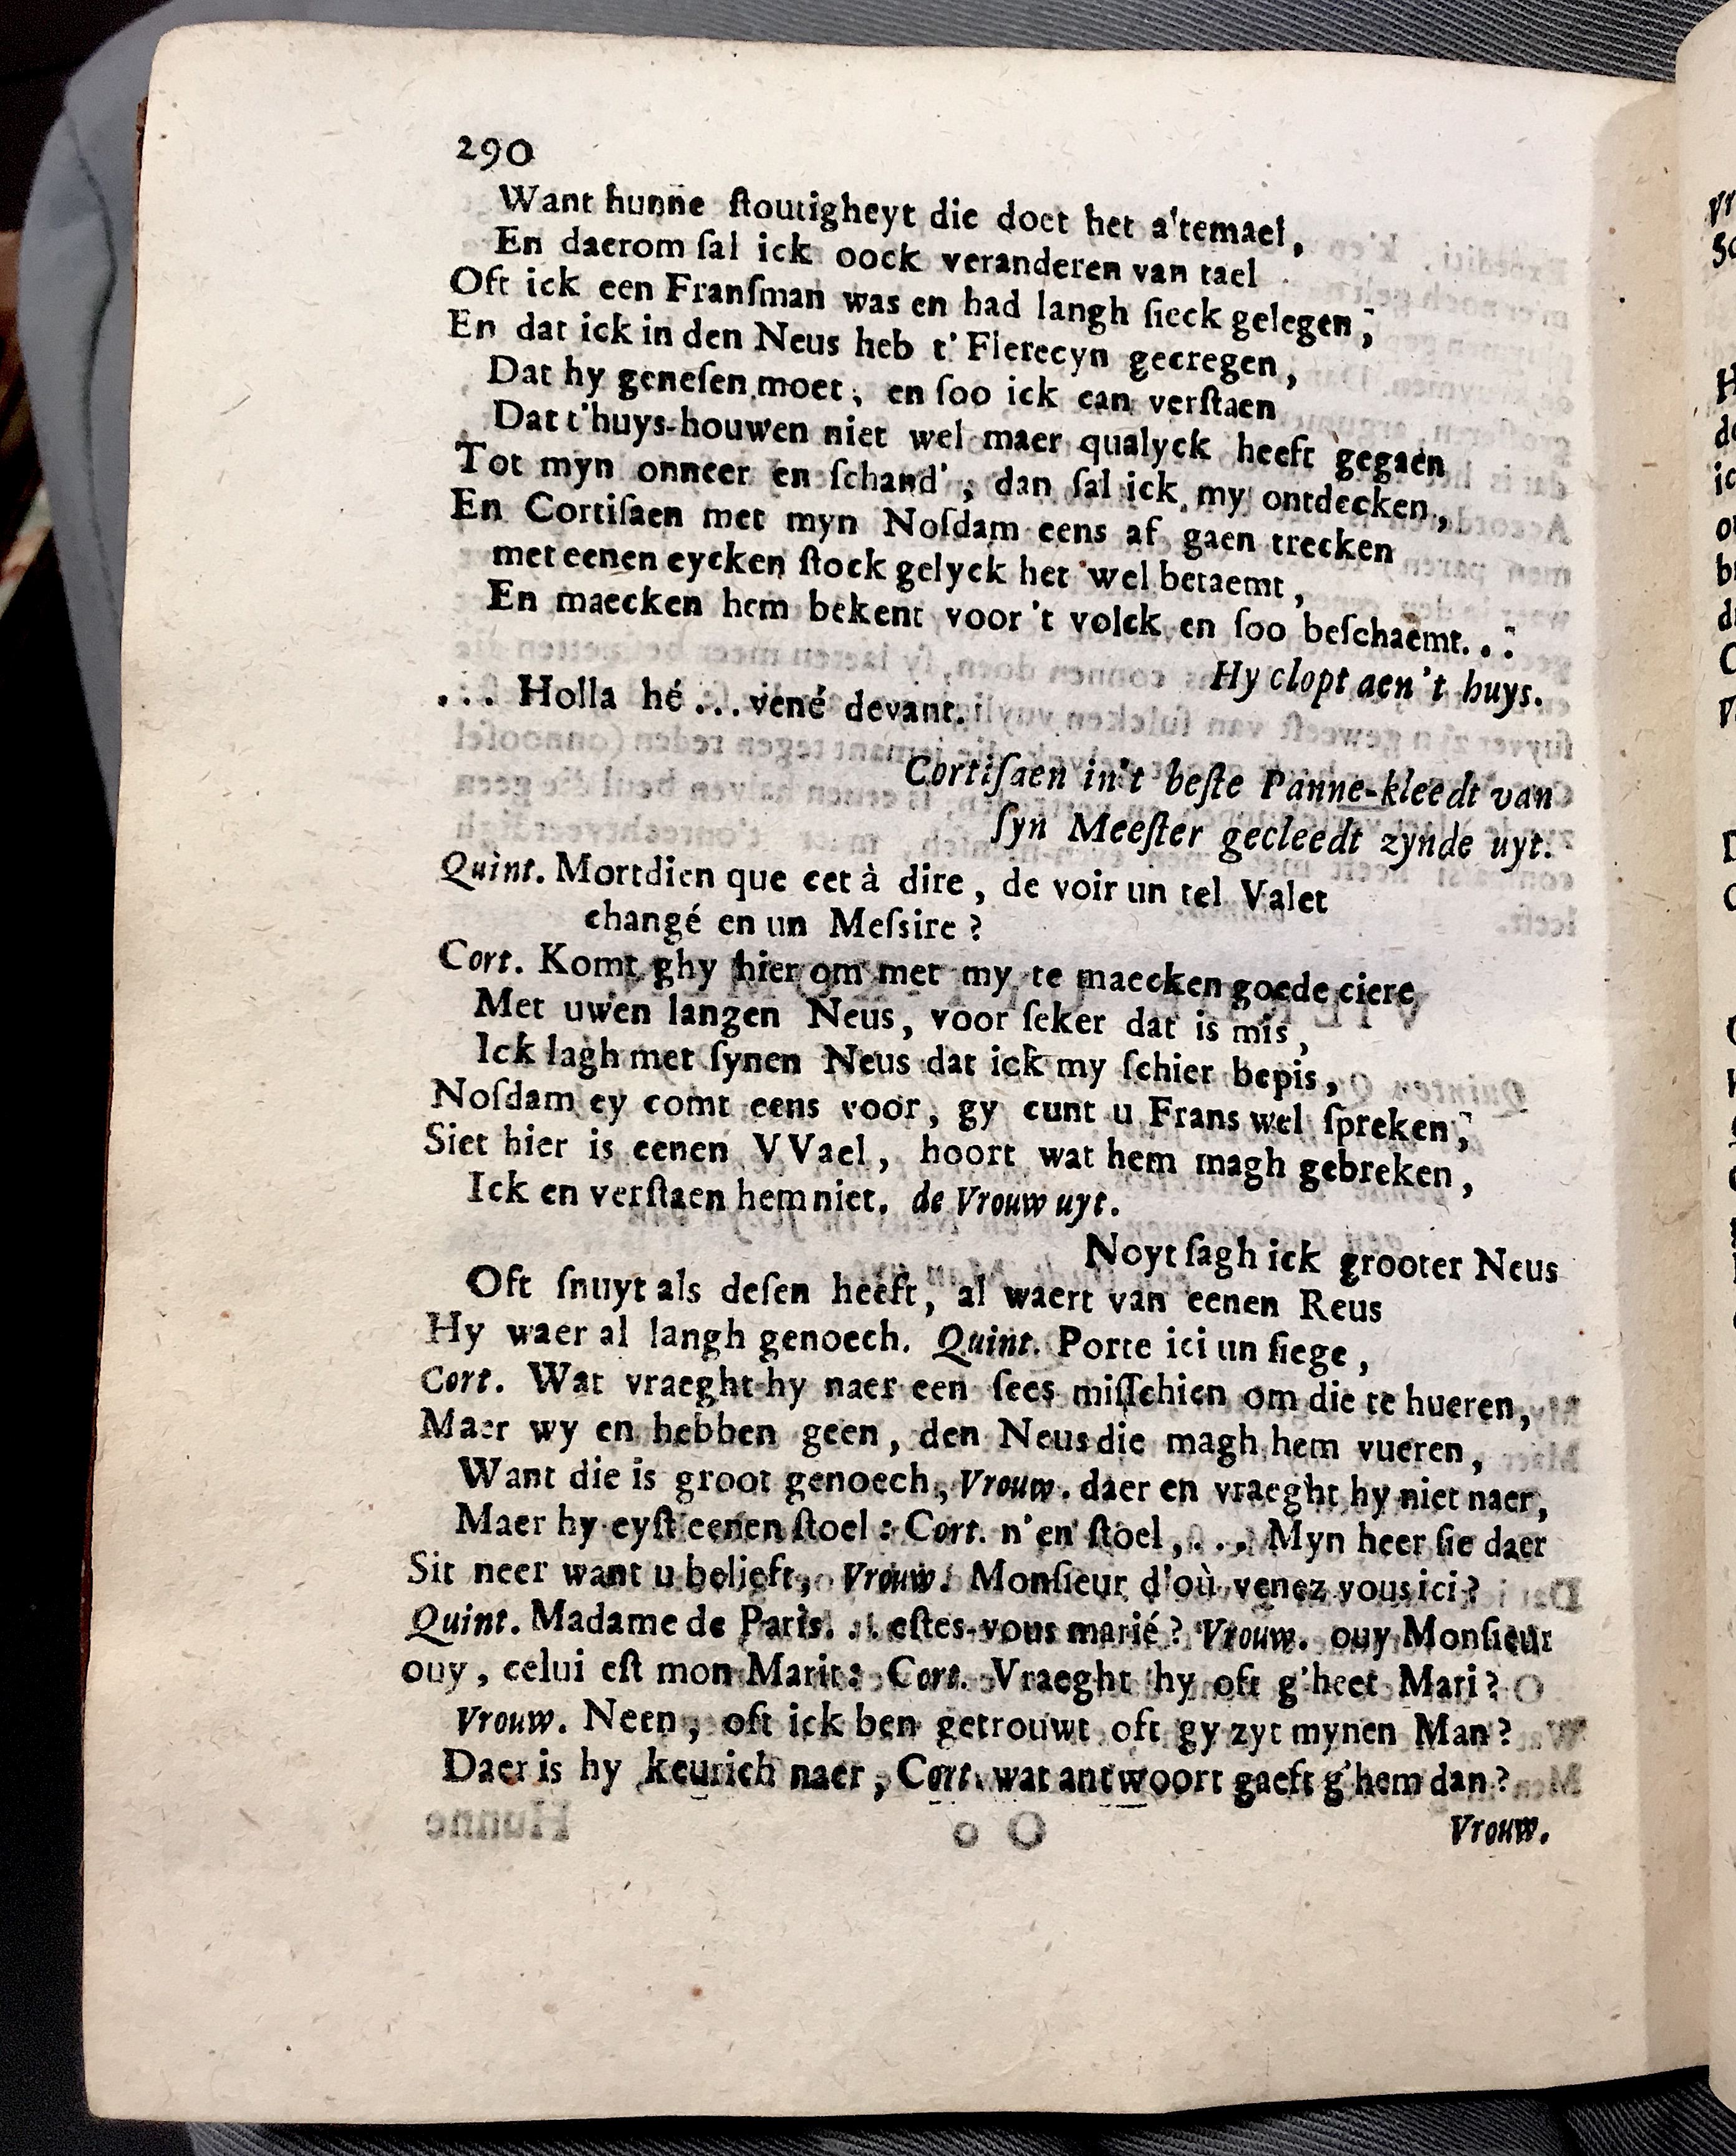 290
Want hunne ſtoutigheyt die doet het a'temael,
En daerom ſal ick oock veranderen van tael
Oft ick een Franſman was en had langh ſieck gelegen;
En dat ick in den Neus heb t' Flerecyn gecregen,
Dat hy geneſen moet; en ſoo ick can verſtaen
Dat t'huys-houwen niet wel maer qualyck heeft gegaen
Tot myn onneer en ſchand', dan ſal ick my ontdecken,
En Cortiſaen met myn Noſdam eens af gaen trecken
met eenen eycken ſtock gelyck het wel betaemt,
En maecken hem bekent voor 't volck en ſoo beſchaemt. . .
Hy clopt aen't huys.
. . . Holla hé . . . vené devant.
Cortiſaen in't beſte Panne-kleedt van
ſyn Meeſter gecleedt zynde uyt.
Quint. Mortdien que cet à dire, de voir un tel Valet
changé en un Meſsire?
Cort. Komt ghy hier om met my te maecken goede ciere
Met uwen langen Neus, voor ſeker dat is mis,
Ick lagh met ſynen Neus dat ick my ſchier bepis,
Noſdam ey comt eens voor, gy cunt u Frans wel ſpreken;
Siet hier is eenen VVael, hoort wat hem magh gebreken,
Ick en verſtaen hem niet. de Vrouw uyt.
Noyt ſagh ick grooter Neus
Oft ſnuyt als deſen heeft, al waert van eenen Reus
Hy waer al langh genoech. Quint. Porte ici un ſiege,
Cort. Wat vraeght hy naer een ſees miſſchien om die te hueren,
Maer wy en hebben geen, den Neus die magh hem vueren,
Want die is groot genoech, Vrouw. daer en vraeght hy niet naer,
Maer hy eyſt eenen ſtoel: Cort. n'en ſtoel, . . . Myn heer ſie daer
Sit neer want u belieft, Vrouw. Monſieur d'où venez vous ici?
Quint. Madame de Paris. . . eſtes-vous marié? Vrouw. ouy Monſieur
ouy, celui eſt mon Marit: Cort. Vraeght hy oft g'heet Mari?
Vrouw. Neen, oft ick ben getrouwt oft gy zyt mynen Man?
Daer is hy keurich naer, Cort. wat antwoort gaeft g'hem dan?
Vrouw.